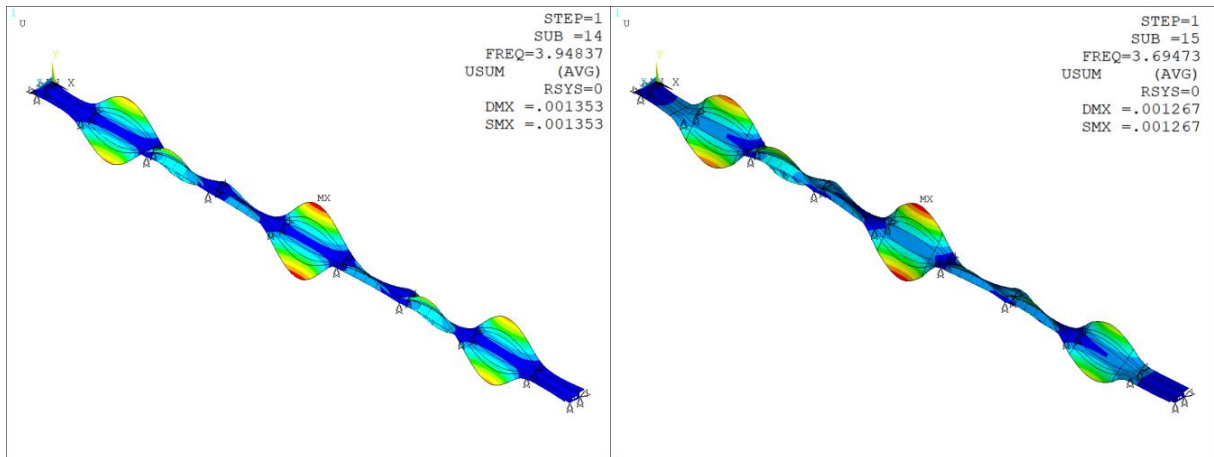 1
U
STEP=1
SUB =14
FREQ=3.94837
USUM (AVG)
RSYS=0
DMX =.001353
SMX =.001353
Y
X
MX
1
U
STEP=1
SUB =15
FREQ=3.69473
USUM (AVG)
RSYS=0
DMX =.001267
SMX =.001267
Y
X
MX